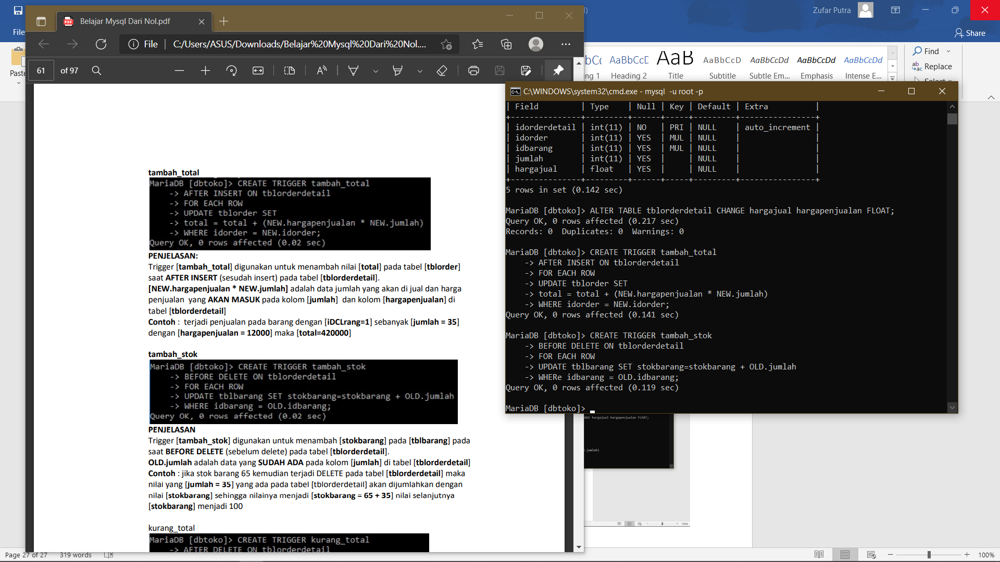 Zufar Putra
File
Share
Paste
bCc AaBbCcD AaB AaBbCcD AaBbCcDd AaBbCcDd AaBbCcDd
ing 1 Heading 2 Title Subtitle Subtle Em... Emphasis Intense E...
Find
Replace
Select
Belajar Mysql Dari Nol.pdf
File C:/Users/ASUS/Downloads/Belajar%20Mysql%20Dari%20Nol....
61 of 97
tambah_total
MariaDB [dbtoko]> CREATE TRIGGER tambah_total
-> AFTER INSERT ON tblorderdetail
-> FOR EACH ROW
-> UPDATE tblorder SET
-> total = total + (NEW.hargapenjualan * NEW.jumlah)
-> WHERE idorder = NEW.idorder;
Query OK, 0 rows affected (0.02 sec)
PENJELASAN:
Trigger [tambah_total] digunakan untuk menambah nilai [total] pada tabel [tblorder]
saat AFTER INSERT (sesudah insert) pada tabel [tblorderdetail].
[NEW.hargapenjualan * NEW.jumlah] adalah data jumlah yang akan di jual dan harga
penjualan yang AKAN MASUK pada kolom [jumlah] dan kolom [hargapenjualan] di
tabel [tblorderdetail]
Contoh : terjadi penjualan pada barang dengan [iDCLrang=1] sebanyak [jumlah = 35]
dengan [hargapenjualan = 12000] maka [total=420000]
tambah_stok
MariaDB [dbtoko]> CREATE TRIGGER tambah_stok
-> BEFORE DELETE ON tblorderdetail
-> FOR EACH ROW
-> UPDATE tblbarang SET stokbarang=stokbarang + OLD.jumlah
-> WHERE idbarang = OLD.idbarang;
Query OK, 0 rows affected (0.02 sec)
PENJELASAN
Trigger [tambah_stok] digunakan untuk menambah [stokbarang] pada [tblbarang] pada
saat BEFORE DELETE (sebelum delete) pada tabel [tblorderdetail].
OLD.jumlah adalah data yang SUDAH ADA pada kolom [jumlah] di tabel [tblorderdetail]
Contoh : jika stok barang 65 kemudian terjadi DELETE pada tabel [tblorderdetail] maka
nilai yang [jumlah = 35] yang ada pada tabel [tblorderdetail] akan dijumlahkan dengan
nilai [stokbarang] sehingga nilainya menjadi [stokbarang = 65 + 35] nilai selanjutnya
[stokbarang] menjadi 100
kurang_total
MariaDB [dbtoko]> CREATE TRIGGER kurang_total
-> AFTER DELETE ON tblorderdetail
C:\WINDOWS\system32\cmd.exe - mysql -u root -p
| Field | Type | Null | Key | Default | Extra |
| idorderdetail | int(11) | NO | PRI | NULL | auto_increment |
| idorder | int(11) | YES | MUL | NULL | |
| idbarang | int(11) | YES | MUL | NULL | |
| jumlah | int(11) | YES | | NULL | |
| hargajual | float | YES | | NULL | |
5 rows in set (0.142 sec)
MariaDB [dbtoko]> ALTER TABLE tblorderdetail CHANGE hargajual hargapenjualan FLOAT;
Query OK, 0 rows affected (0.217 sec)
Records: 0 Duplicates: 0 Warnings: 0
MariaDB [dbtoko]> CREATE TRIGGER tambah_total
-> AFTER INSERT ON tblorderdetail
-> FOR EACH ROW
-> UPDATE tblorder SET
-> total = total + (NEW.hargapenjualan * NEW.jumlah)
-> WHERE idorder = NEW.idorder;
Query OK, 0 rows affected (0.141 sec)
MariaDB [dbtoko]> CREATE TRIGGER tambah_stok
-> BEFORE DELETE ON tblorderdetail
-> FOR EACH ROW
-> UPDATE tblbarang SET stokbarang=stokbarang + OLD.jumlah
-> WHERe idbarang = OLD.idbarang;
Query OK, 0 rows affected (0.119 sec)
MariaDB [dbtoko]>
hargajual hargapenjualan FLOAT;
.jumlah)
Page 27 of 27 319 words
100%